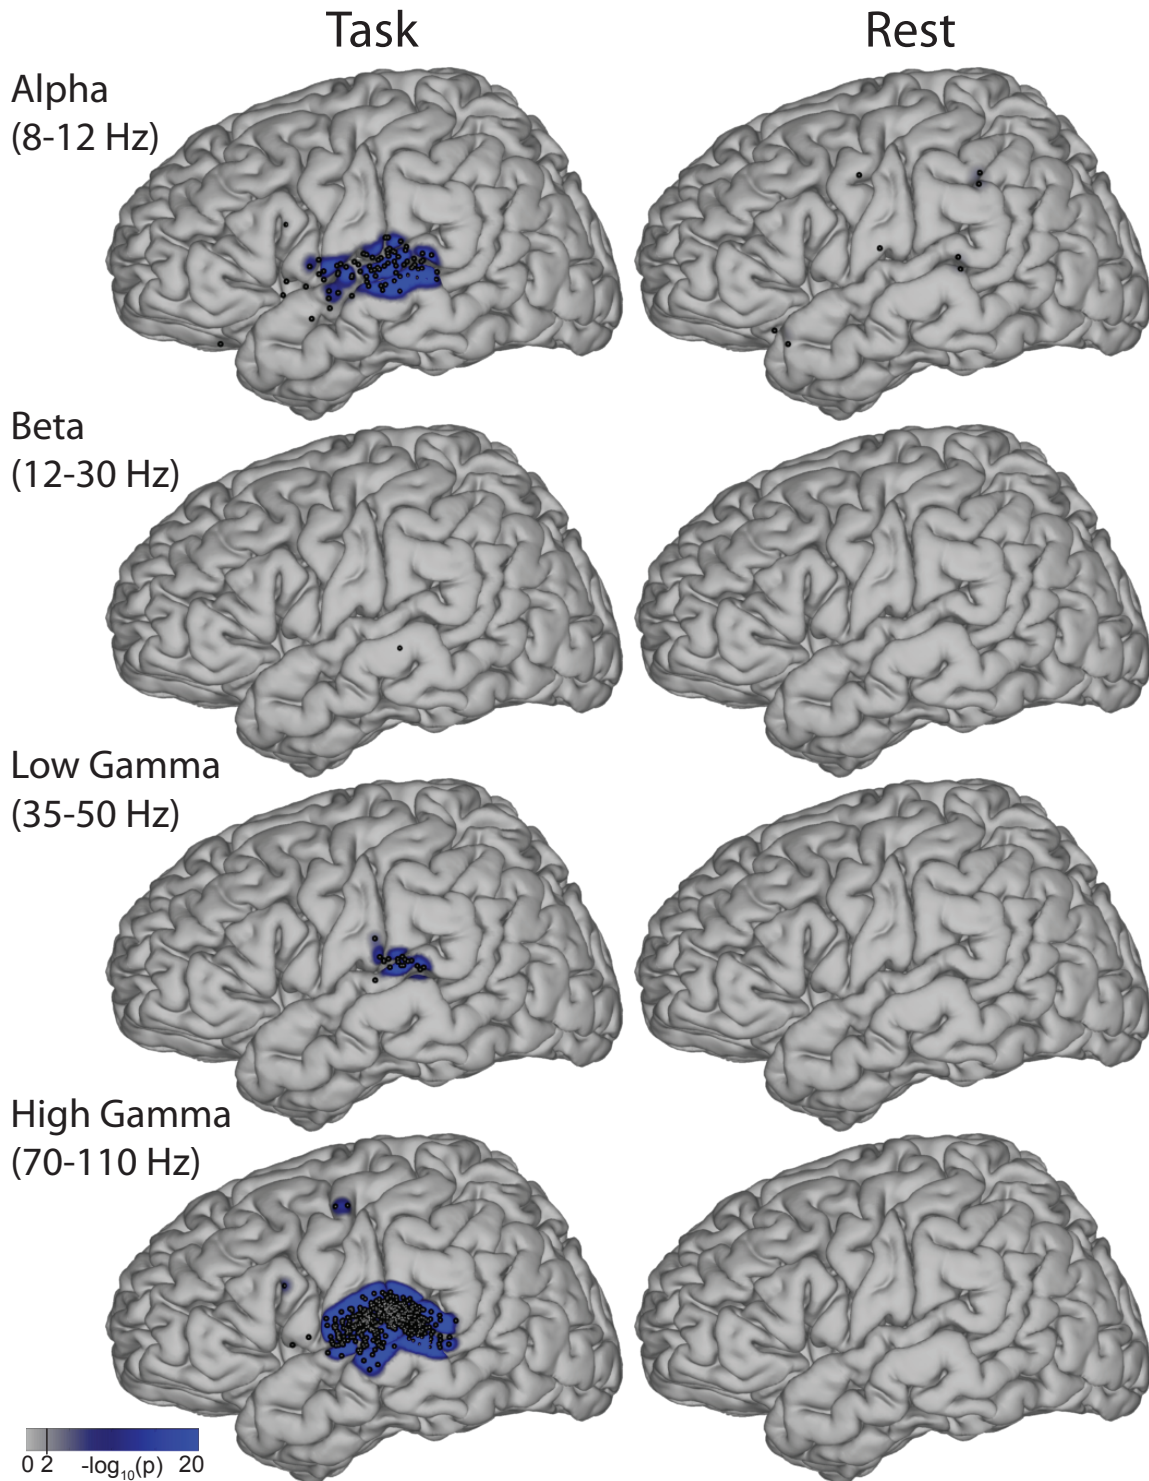 Task
Rest
Alpha
(8-12 Hz)
Beta
(12-30 Hz)
Low Gamma
(35-50 Hz)
High Gamma
(70-110 Hz)
0 2 -log10(p) 20